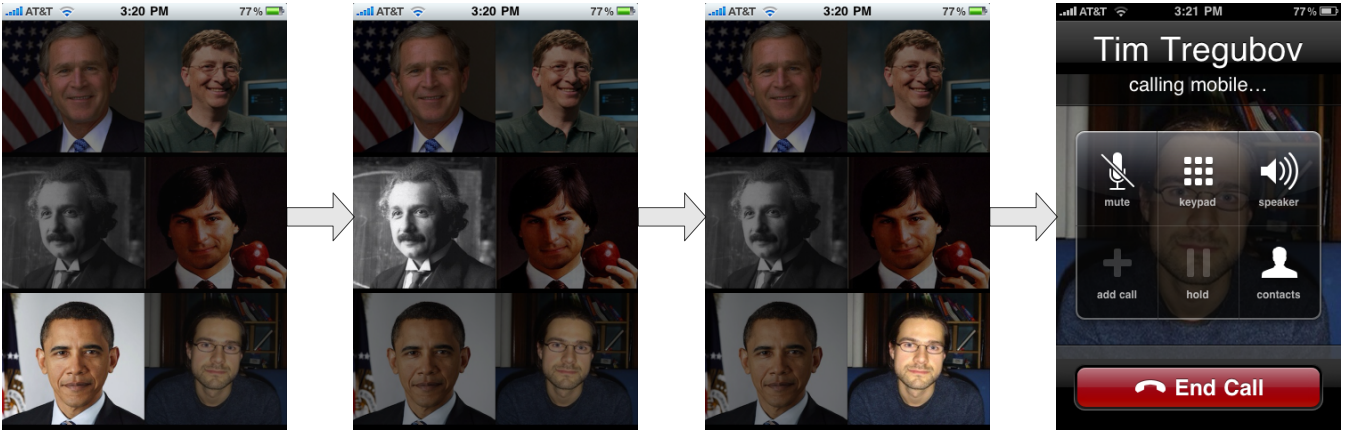 AT&T 3:20 PM 77%
AT&T 3:20 PM 77%
AT&T 3:20 PM 77%
AT&T 3:21 PM 77%
Tim Tregubov
calling mobile...
mute keypad speaker
add call hold contacts
End Call